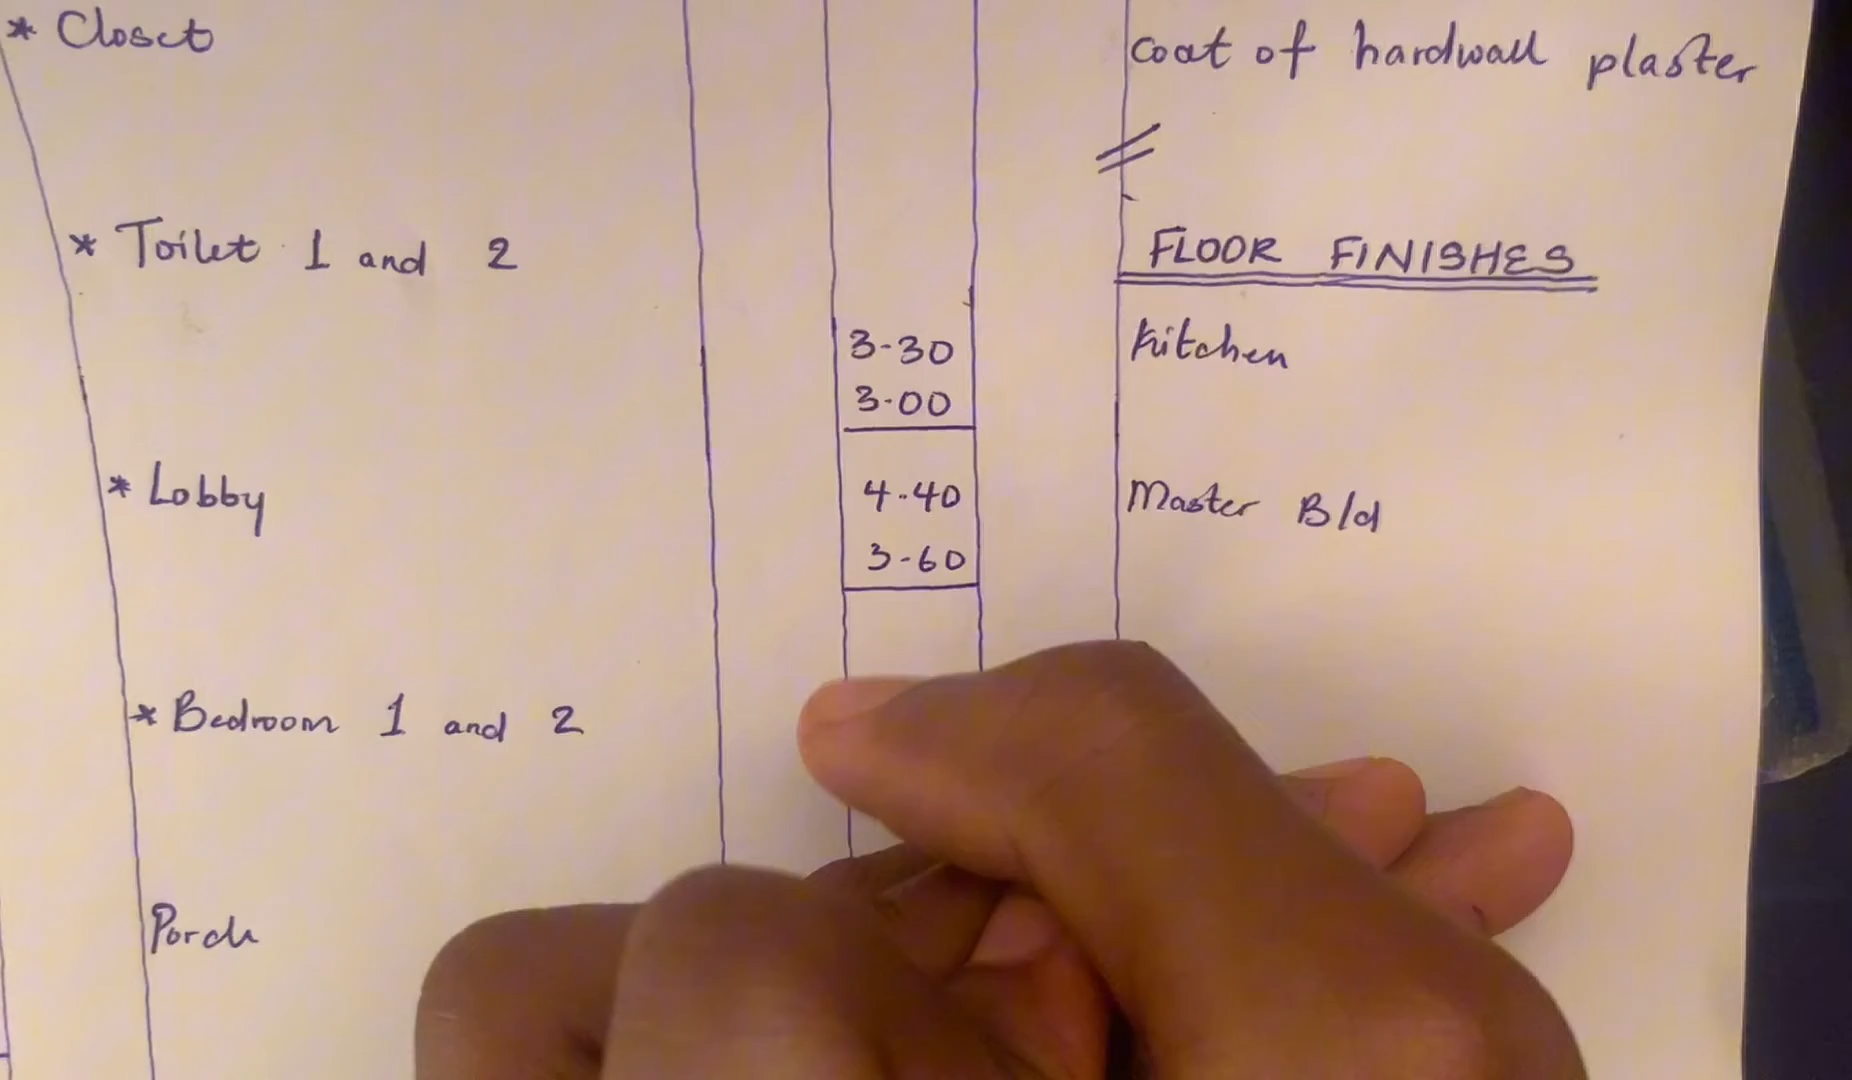 * Closet
* Toilet 1 and 2
* Lobby
* Bedroom 1 and 2
Porch
coat of hardwall plaster
FLOOR FINISHES
3-30 Kitchen
3-00
4-40 Master B/d
3-60